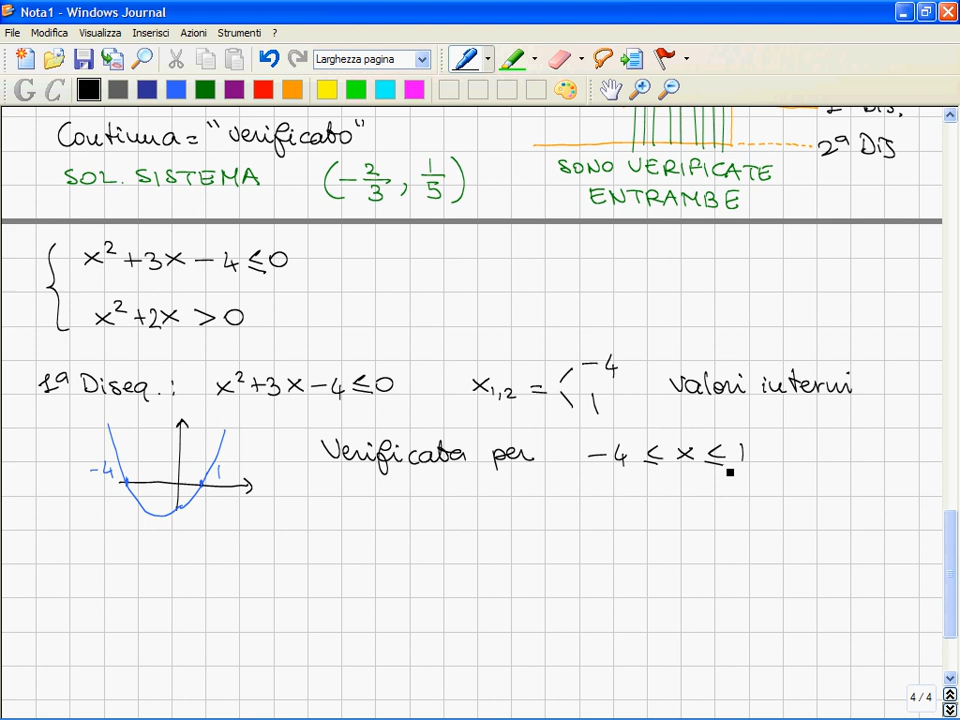 Nota1 - Windows Journal
File Modifica Visualizza Inserisci Azioni Strumenti ?
Larghezza pagina
G C
Continua = "verificato"
2ª DIS
SOL. SISTEMA (-2/3, 1/5)
SONO VERIFICATE
ENTRAMBE
x² + 3x - 4 ≤ 0
x² + 2x > 0
1ª Diseq.: x² + 3x - 4 ≤ 0 x1,2 = -4 1 Valori interni
-4 1
Verificata per -4 ≤ x ≤ 1
4 / 4